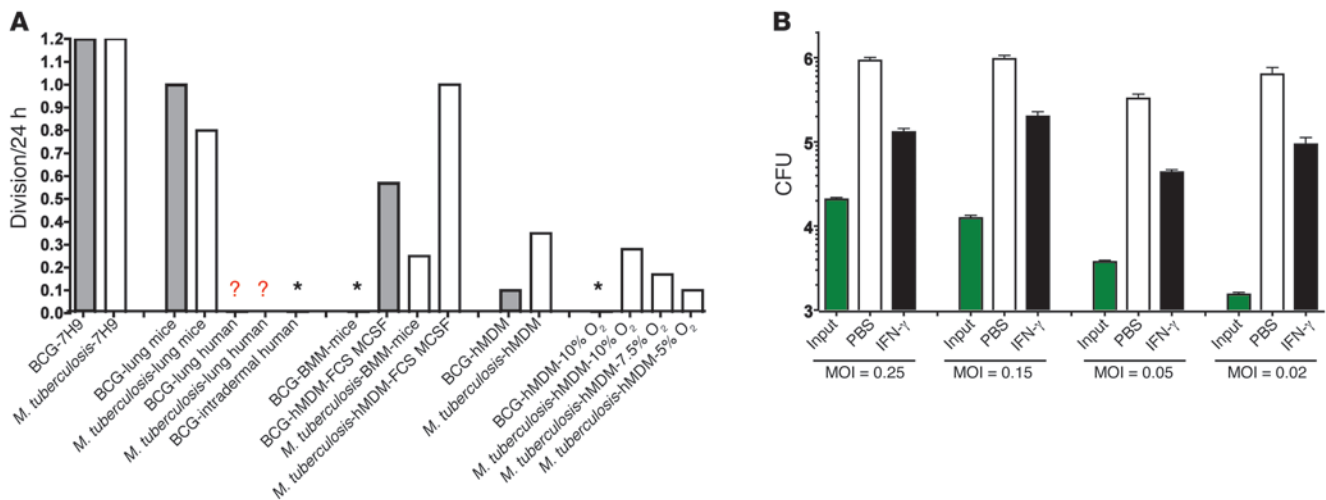 A
Division/24 h
1.2
1.1
1.0
0.9
0.8
0.7
0.6
0.5
0.4
0.3
0.2
0.1
0.0
? ? * * *
BCG-7H9
M. tuberculosis-7H9
BCG-lung mice
M. tuberculosis-lung mice
BCG-lung human
M. tuberculosis-lung human
BCG-intradermal human
BCG-BMM-mice
BCG-hMDM-FCS MCSF
M. tuberculosis-BMM-mice
M. tuberculosis-hMDM-FCS MCSF
BCG-hMDM
M. tuberculosis-hMDM
BCG-hMDM-10% O2
M. tuberculosis-hMDM-10% O2
M. tuberculosis-hMDM-7.5% O2
M. tuberculosis-hMDM-5% O2
B
CFU
6
5
4
3
Input PBS IFN-γ Input PBS IFN-γ Input PBS IFN-γ Input PBS IFN-γ
MOI = 0.25 MOI = 0.15 MOI = 0.05 MOI = 0.02